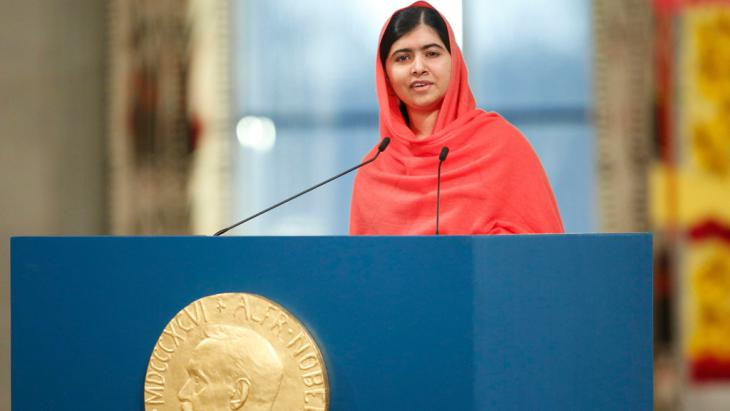 MDCCCXCVI + ALFR • NOBEL